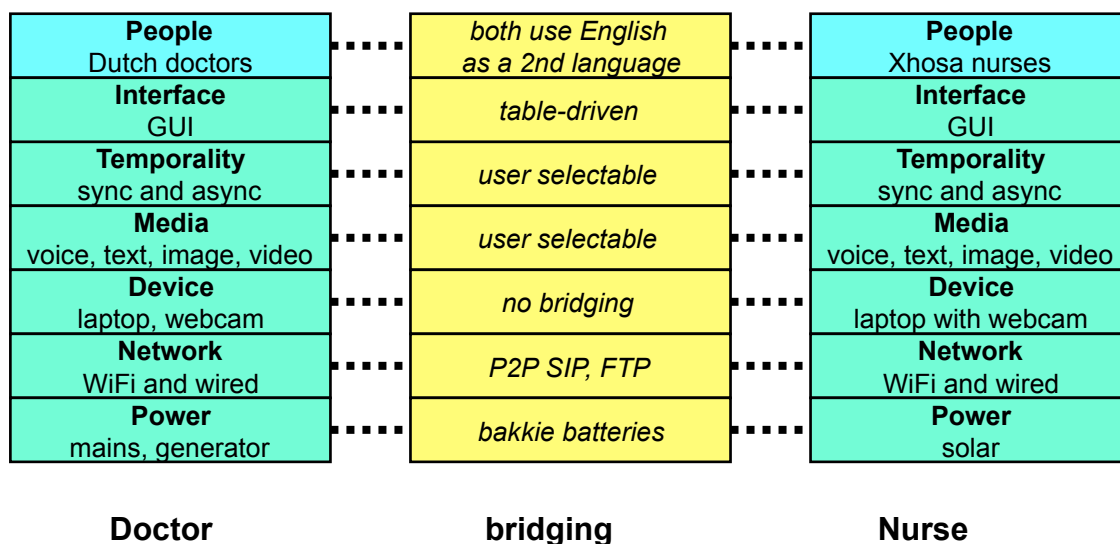 People
Dutch doctors
both use English
as a 2nd language
People
Xhosa nurses
Interface
GUI
table-driven
Interface
GUI
Temporality
sync and async
user selectable
Temporality
sync and async
Media
voice, text, image, video
user selectable
Media
voice, text, image, video
Device
laptop, webcam
no bridging
Device
laptop with webcam
Network
WiFi and wired
P2P SIP, FTP
Network
WiFi and wired
Power
mains, generator
bakkie batteries
Power
solar
Doctor
bridging
Nurse